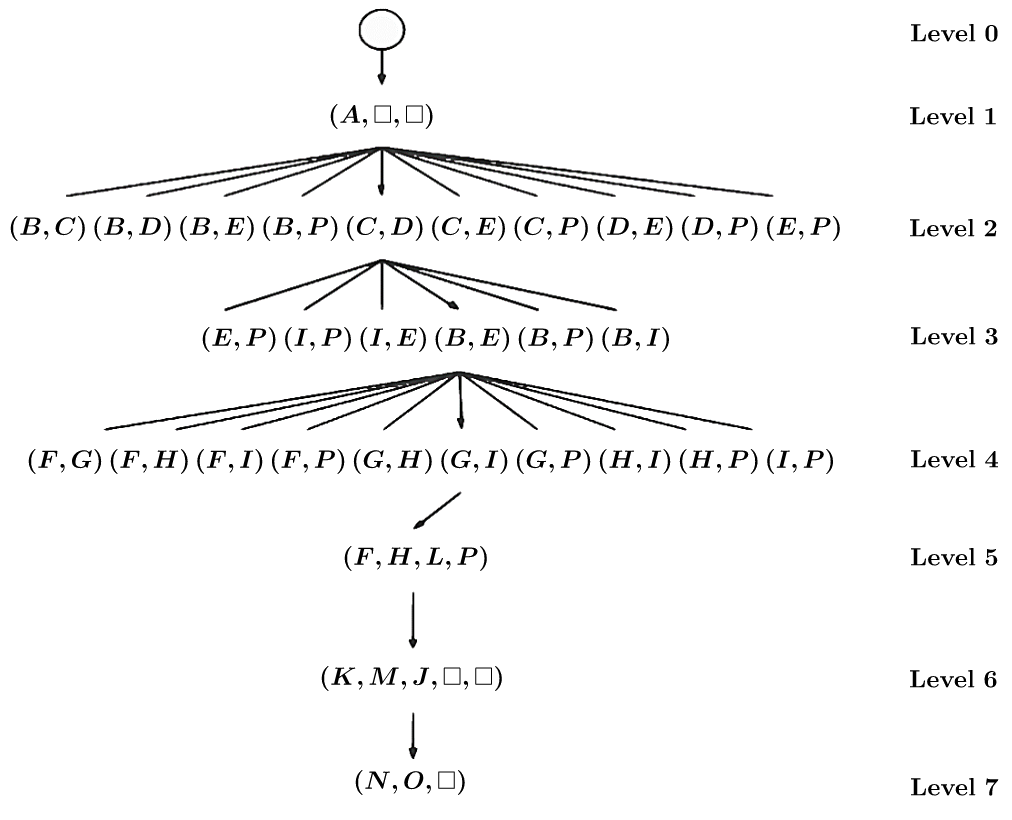 Level 0
(A, □, □) Level 1
(B, C) (B, D) (B, E) (B, P) (C, D) (C, E) (C, P) (D, E) (D, P) (E, P) Level 2
(E, P) (I, P) (I, E) (B, E) (B, P) (B, I) Level 3
(F, G) (F, H) (F, I) (F, P) (G, H) (G, I) (G, P) (H, I) (H, P) (I, P) Level 4
(F, H, L, P) Level 5
(K, M, J, □, □) Level 6
(N, O, □) Level 7